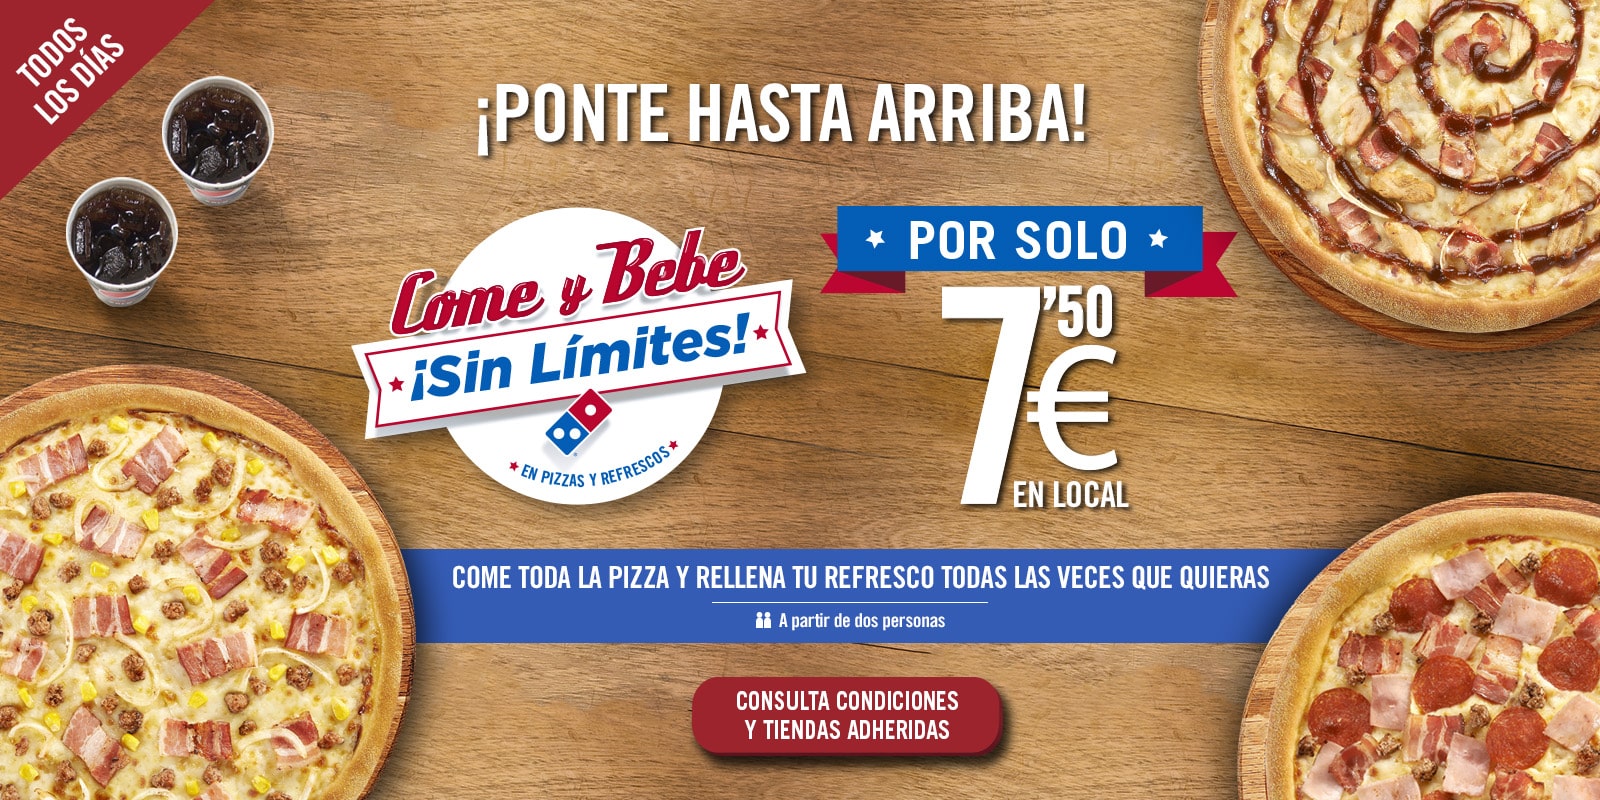 TODOS
LOS DÍAS
¡PONTE HASTA ARRIBA!
Come y Bebe
¡Sin Límites!
EN PIZZAS Y REFRESCOS
POR SOLO
7'50
€
EN LOCAL
COME TODA LA PIZZA Y RELLENA TU REFRESCO TODAS LAS VECES QUE QUIERAS
A partir de dos personas
CONSULTA CONDICIONES
Y TIENDAS ADHERIDAS